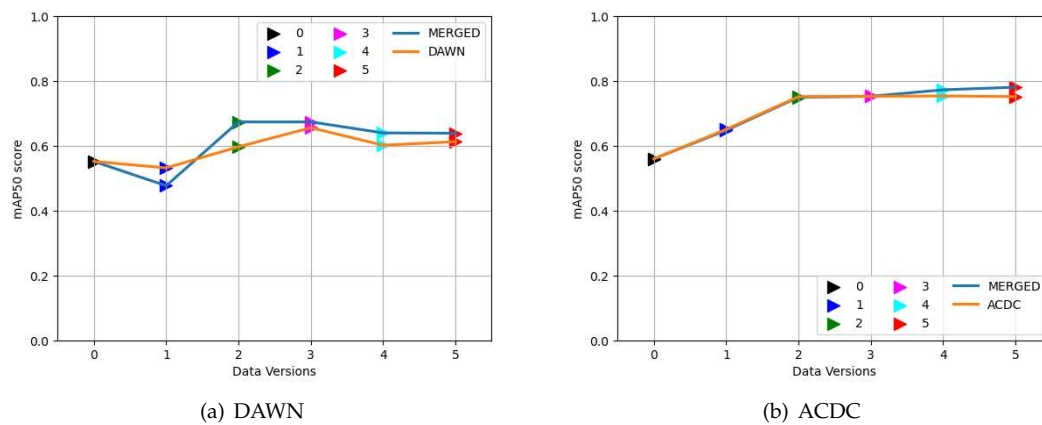 1.0
0.8
0.6
0.4
0.2
0.0
mAP50 score
0 3 MERGED
1 4 DAWN
2 5
0 1 2 3 4 5
Data Versions
(a) DAWN
1.0
0.8
0.6
0.4
0.2
0.0
mAP50 score
0 3 MERGED
1 4 ACDC
2 5
0 1 2 3 4 5
Data Versions
(b) ACDC